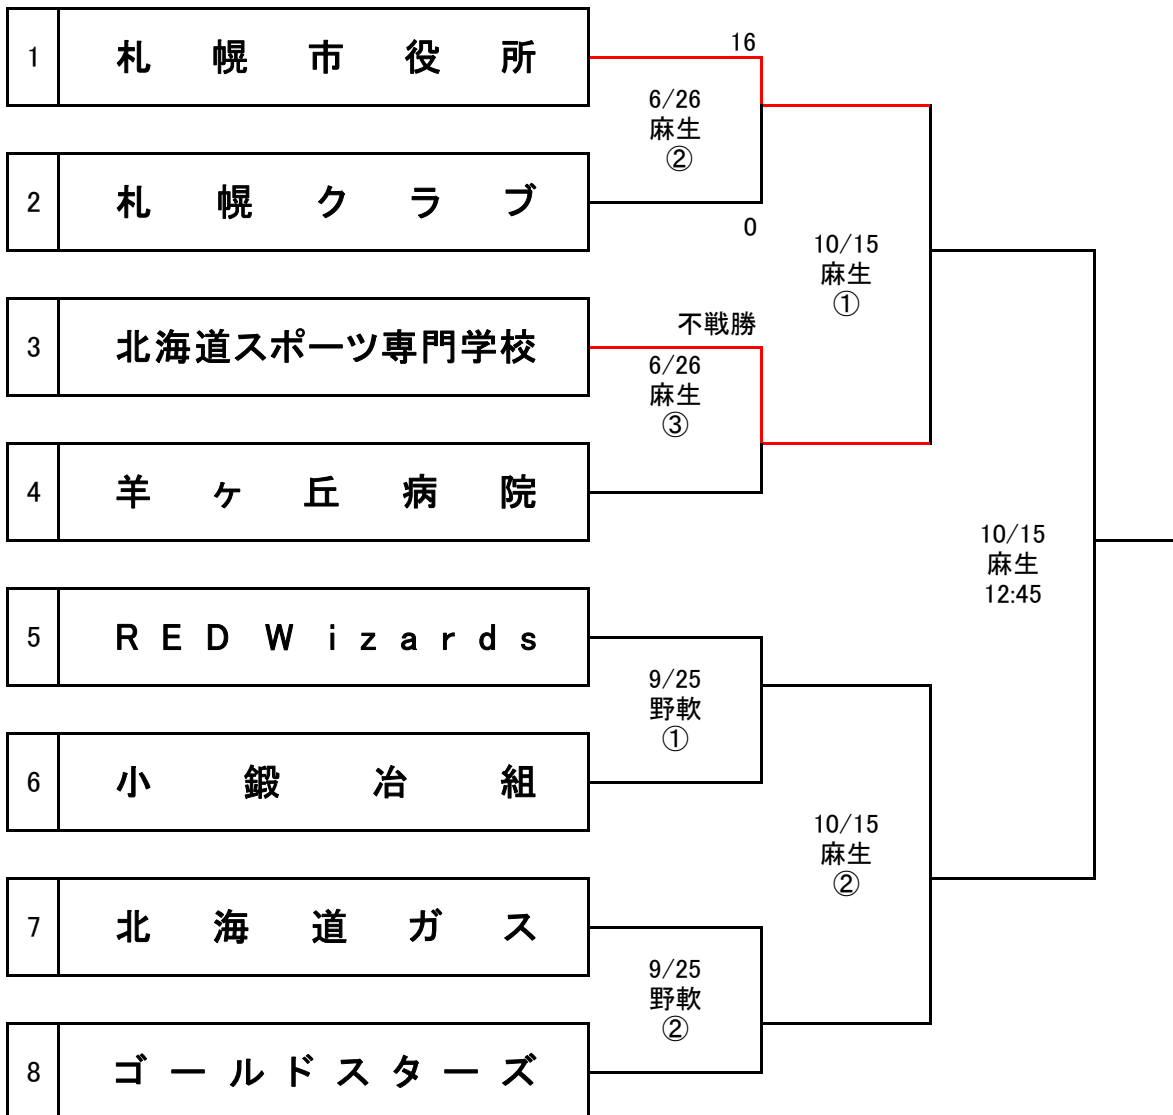 1 札幌市役所
16
6/26
麻生
②
2 札幌クラブ
0
10/15
麻生
①
3 北海道スポーツ専門学校
不戦勝
6/26
麻生
③
4 羊ヶ丘病院
10/15
麻生
12:45
5 RED Wizards
9/25
野軟
①
6 小鍛冶組
10/15
麻生
②
7 北海道ガス
9/25
野軟
②
8 ゴールドスターズ